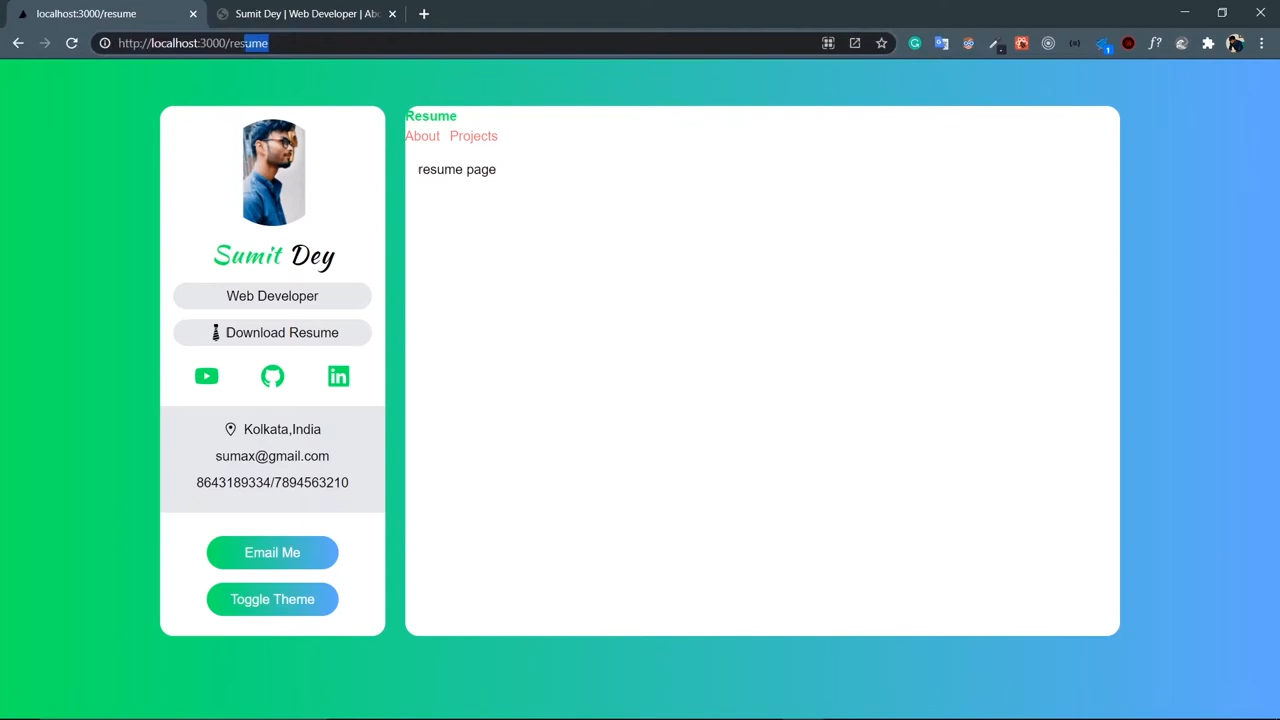 localhost:3000/resume
Sumit Dey | Web Developer | Abo
http://localhost:3000/resume
Resume
About Projects
resume page
Sumit Dey
Web Developer
Download Resume
Kolkata,India
sumax@gmail.com
8643189334/7894563210
Email Me
Toggle Theme